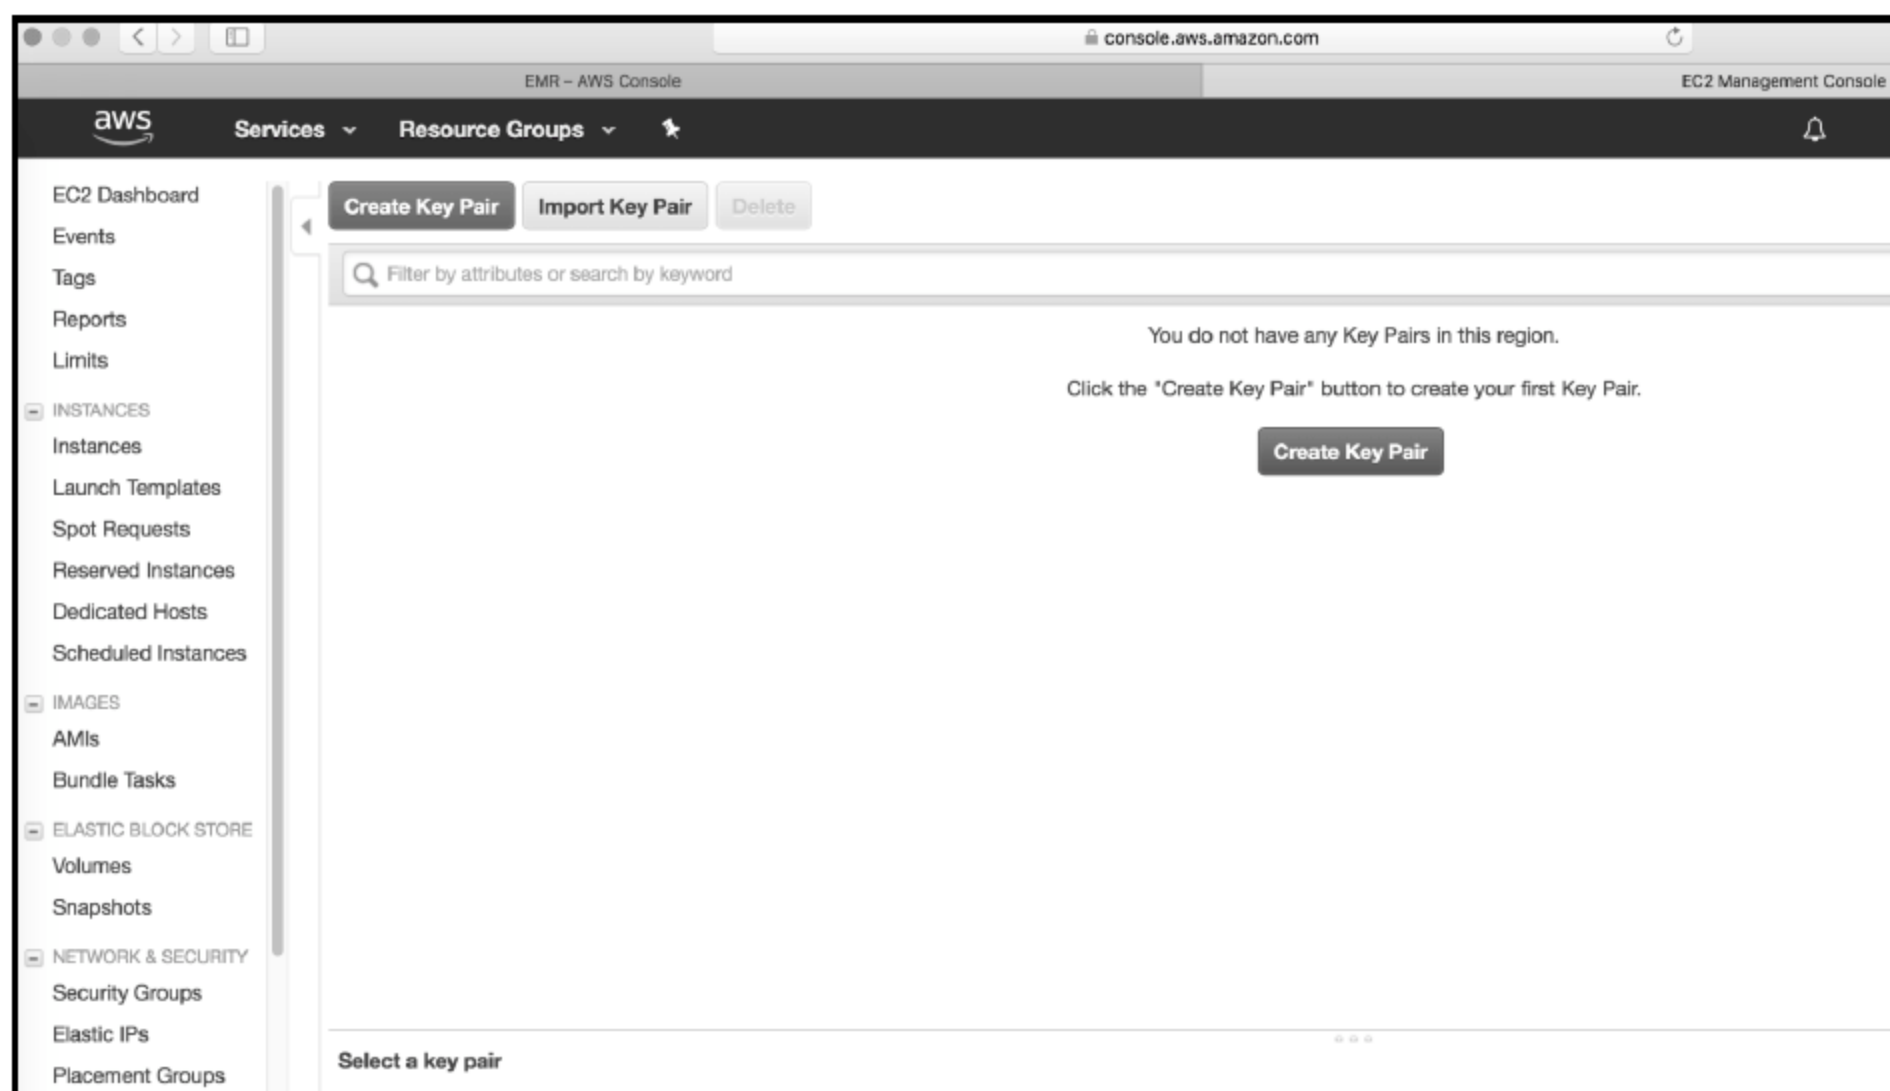 console.aws.amazon.com
EMR – AWS Console
EC2 Management Console
aws
Services
Resource Groups
EC2 Dashboard
Events
Tags
Reports
Limits
INSTANCES
Instances
Launch Templates
Spot Requests
Reserved Instances
Dedicated Hosts
Scheduled Instances
IMAGES
AMIs
Bundle Tasks
ELASTIC BLOCK STORE
Volumes
Snapshots
NETWORK & SECURITY
Security Groups
Elastic IPs
Placement Groups
Create Key Pair
Import Key Pair
Delete
Filter by attributes or search by keyword
You do not have any Key Pairs in this region.
Click the "Create Key Pair" button to create your first Key Pair.
Create Key Pair
Select a key pair